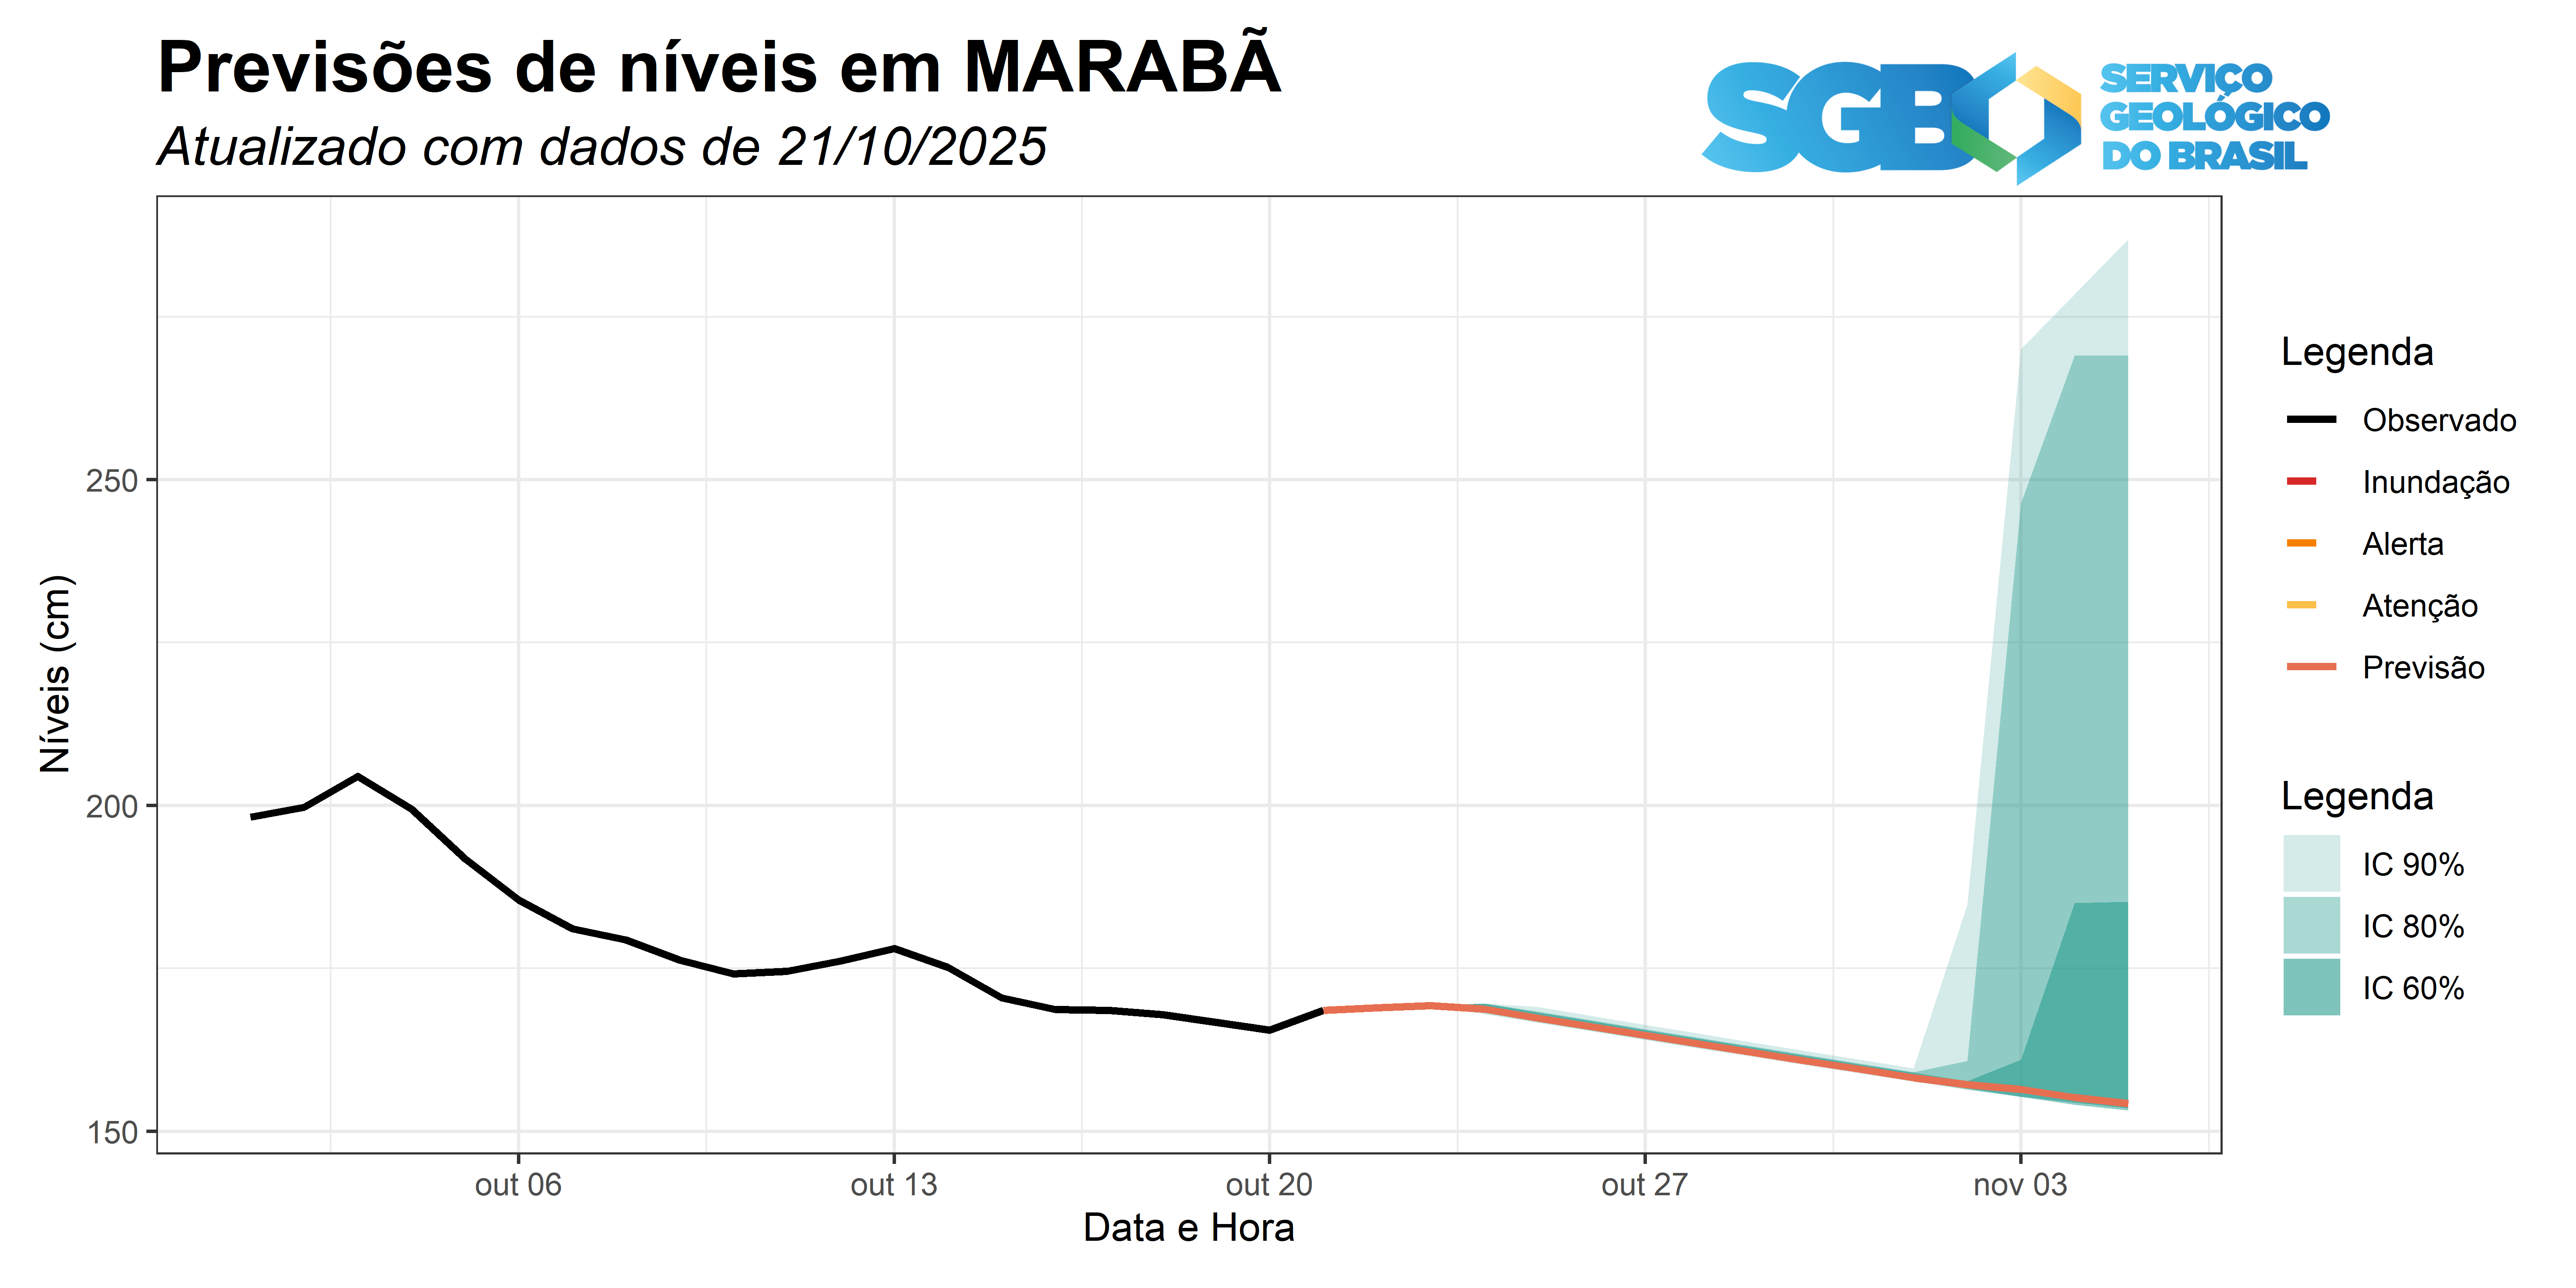 Previsões de níveis em MARABÃ
Atualizado com dados de 21/10/2025
SGB
SERVIÇO
GEOLÓGICO
DO BRASIL
Níveis (cm)
250
200
150
out 06
out 13
out 20
out 27
nov 03
Data e Hora
Legenda
Observado
Inundação
Alerta
Atenção
Previsão
Legenda
IC 90%
IC 80%
IC 60%